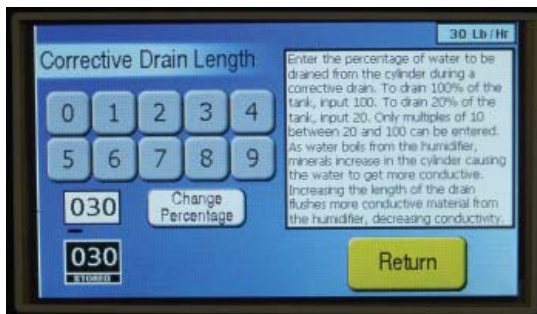 30 Lb/Hr
Corrective Drain Length
Enter the percentage of water to be
drained from the cylinder during a
corrective drain. To drain 100% of the
tank, input 100. To drain 20% of the
tank, input 20. Only multiples of 10
between 20 and 100 can be entered.
As water boils from the humidifier,
minerals increase in the cylinder causing
the water to get more conductive.
Increasing the length of the drain
flushes more conductive material from
the humidifier, decreasing conductivity.
0 1 2 3 4
5 6 7 8 9
030
Change
Percentage
030
STORED
Return